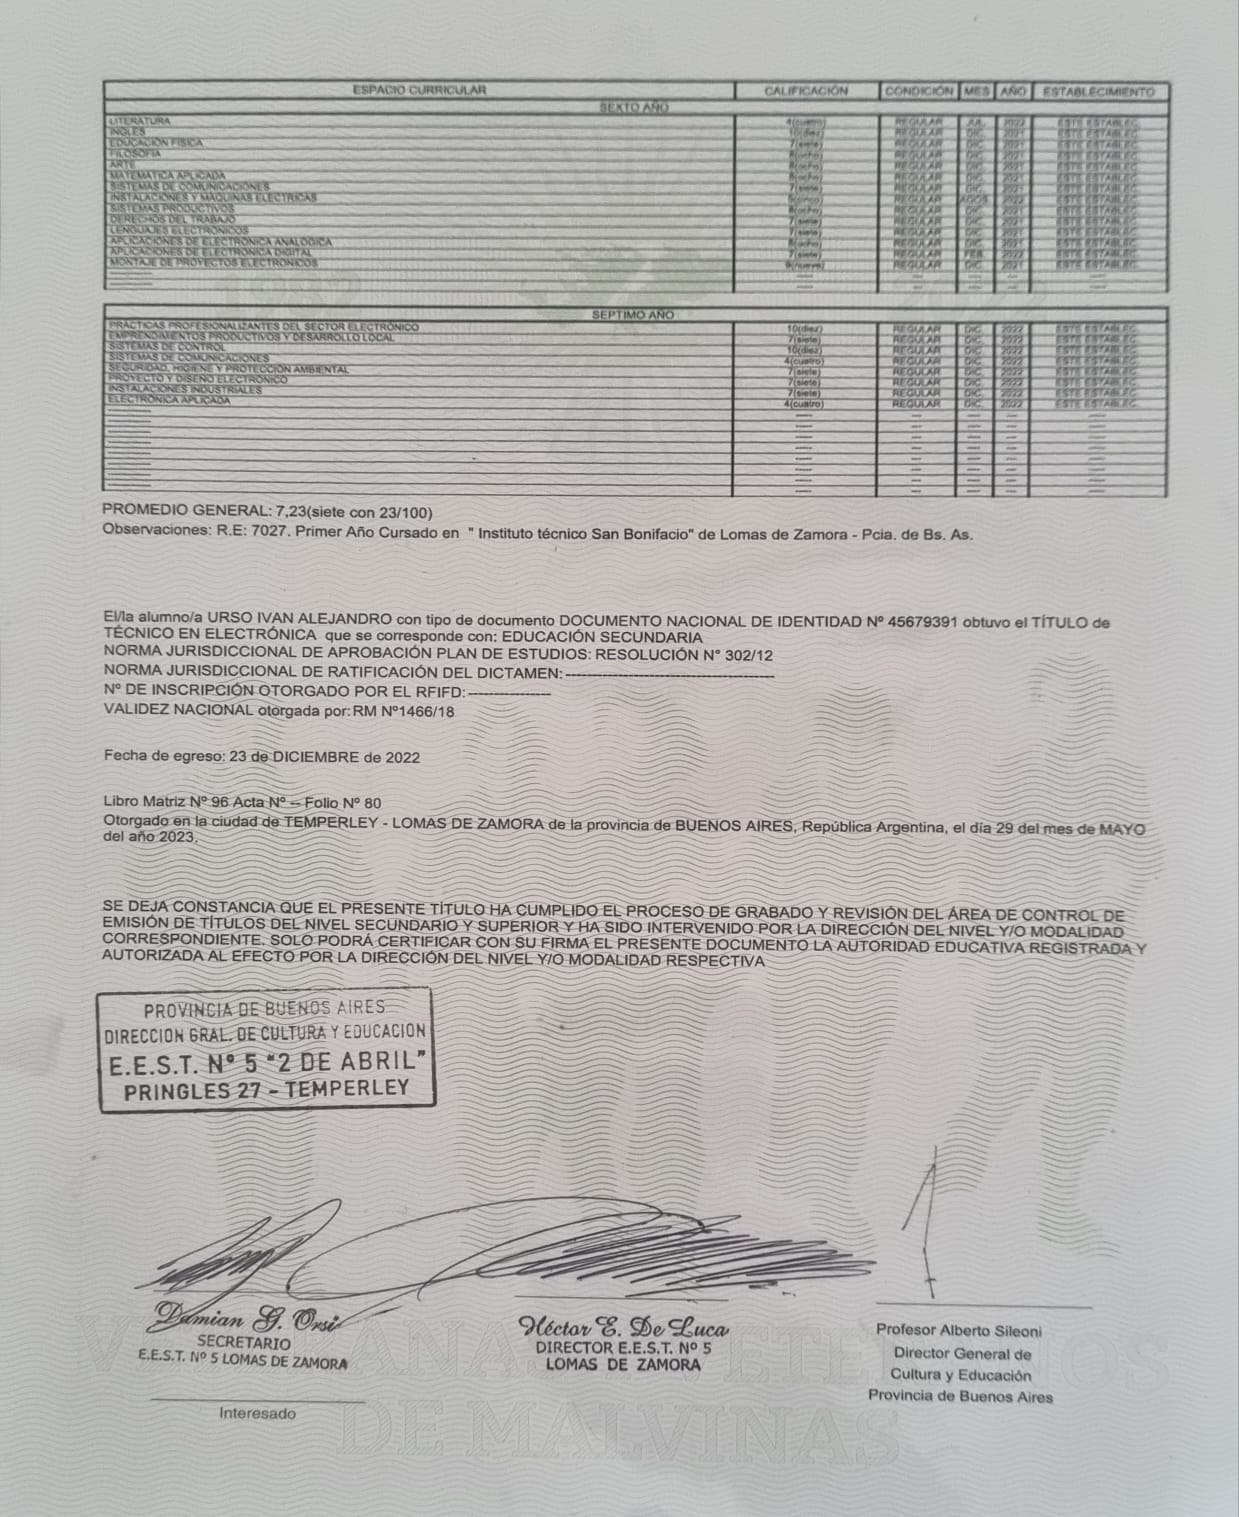 ESPACIO CURRICULAR CALIFICACIÓN CONDICIÓN MES AÑO ESTABLECIMIENTO
SEXTO AÑO
LITERATURA 4(cuatro) REGULAR JUL. 2022 ESTE ESTABLEC.
INGLES 10(diez) REGULAR DIC. 2021 ESTE ESTABLEC.
EDUCACION FISICA 7(siete) REGULAR DIC. 2021 ESTE ESTABLEC.
FILOSOFIA 8(ocho) REGULAR DIC. 2021 ESTE ESTABLEC.
ARTE 8(ocho) REGULAR DIC. 2021 ESTE ESTABLEC.
MATEMATICA APLICADA 8(ocho) REGULAR DIC. 2021 ESTE ESTABLEC.
SISTEMAS DE COMUNICACIONES 7(siete) REGULAR DIC. 2021 ESTE ESTABLEC.
INSTALACIONES Y MAQUINAS ELECTRICAS REGULAR AGOS. 2022 ESTE ESTABLEC.
SISTEMAS PRODUCTIVOS 8(ocho) REGULAR DIC. 2021 ESTE ESTABLEC.
DERECHOS DEL TRABAJO 7(siete) REGULAR DIC. 2021 ESTE ESTABLEC.
LENGUAJES ELECTRONICOS 7(siete) REGULAR DIC. 2021 ESTE ESTABLEC.
APLICACIONES DE ELECTRONICA ANALOGICA 8(ocho) REGULAR DIC. 2021 ESTE ESTABLEC.
APLICACIONES DE ELECTRONICA DIGITAL 7(siete) REGULAR FEB. 2022 ESTE ESTABLEC.
MONTAJE DE PROYECTOS ELECTRONICOS 9(nueve) REGULAR DIC. 2021 ESTE ESTABLEC.
1982 2022
SEPTIMO AÑO
PRÁCTICAS PROFESIONALIZANTES DEL SECTOR ELECTRÓNICO 10(diez) REGULAR DIC. 2022 ESTE ESTABLEC.
EMPRENDIMIENTOS PRODUCTIVOS Y DESARROLLO LOCAL 7(siete) REGULAR DIC. 2022 ESTE ESTABLEC.
SISTEMAS DE CONTROL 10(diez) REGULAR DIC. 2022 ESTE ESTABLEC.
SISTEMAS DE COMUNICACIONES 4(cuatro) REGULAR DIC. 2022 ESTE ESTABLEC.
SEGURIDAD, HIGIENE Y PROTECCIÓN AMBIENTAL 7(siete) REGULAR DIC. 2022 ESTE ESTABLEC.
PROYECTO Y DISEÑO ELECTRÓNICO 7(siete) REGULAR DIC. 2022 ESTE ESTABLEC.
INSTALACIONES INDUSTRIALES 7(siete) REGULAR DIC. 2022 ESTE ESTABLEC.
ELECTRÓNICA APLICADA 4(cuatro) REGULAR DIC. 2022 ESTE ESTABLEC.
PROMEDIO GENERAL: 7,23(siete con 23/100)
Observaciones: R.E: 7027. Primer Año Cursado en " Instituto técnico San Bonifacio" de Lomas de Zamora - Pcia. de Bs. As.
El/la alumno/a URSO IVAN ALEJANDRO con tipo de documento DOCUMENTO NACIONAL DE IDENTIDAD Nº 45679391 obtuvo el TÍTULO de
TÉCNICO EN ELECTRÓNICA que se corresponde con: EDUCACIÓN SECUNDARIA
NORMA JURISDICCIONAL DE APROBACIÓN PLAN DE ESTUDIOS: RESOLUCIÓN N° 302/12
NORMA JURISDICCIONAL DE RATIFICACIÓN DEL DICTAMEN:---------------------------------------
Nº DE INSCRIPCIÓN OTORGADO POR EL RFIFD:----------------
VALIDEZ NACIONAL otorgada por: RM Nº1466/18
Fecha de egreso: 23 de DICIEMBRE de 2022
Libro Matriz Nº 96 Acta Nº -- Folio Nº 80
Otorgado en la ciudad de TEMPERLEY - LOMAS DE ZAMORA de la provincia de BUENOS AIRES, República Argentina, el día 29 del mes de MAYO
del año 2023.
SE DEJA CONSTANCIA QUE EL PRESENTE TÍTULO HA CUMPLIDO EL PROCESO DE GRABADO Y REVISIÓN DEL ÁREA DE CONTROL DE
EMISIÓN DE TÍTULOS DEL NIVEL SECUNDARIO Y SUPERIOR Y HA SIDO INTERVENIDO POR LA DIRECCIÓN DEL NIVEL Y/O MODALIDAD
CORRESPONDIENTE. SOLO PODRÁ CERTIFICAR CON SU FIRMA EL PRESENTE DOCUMENTO LA AUTORIDAD EDUCATIVA REGISTRADA Y
AUTORIZADA AL EFECTO POR LA DIRECCIÓN DEL NIVEL Y/O MODALIDAD RESPECTIVA
PROVINCIA DE BUENOS AIRES
DIRECCION GRAL. DE CULTURA Y EDUCACION
E.E.S.T. Nº 5 "2 DE ABRIL"
PRINGLES 27 - TEMPERLEY
Damian G. Orsi
SECRETARIO
E.E.S.T. Nº 5 LOMAS DE ZAMORA
Héctor E. De Luca
DIRECTOR E.E.S.T. Nº 5
LOMAS DE ZAMORA
Profesor Alberto Sileoni
Director General de
Cultura y Educación
Provincia de Buenos Aires
Interesado
DE MALVINAS